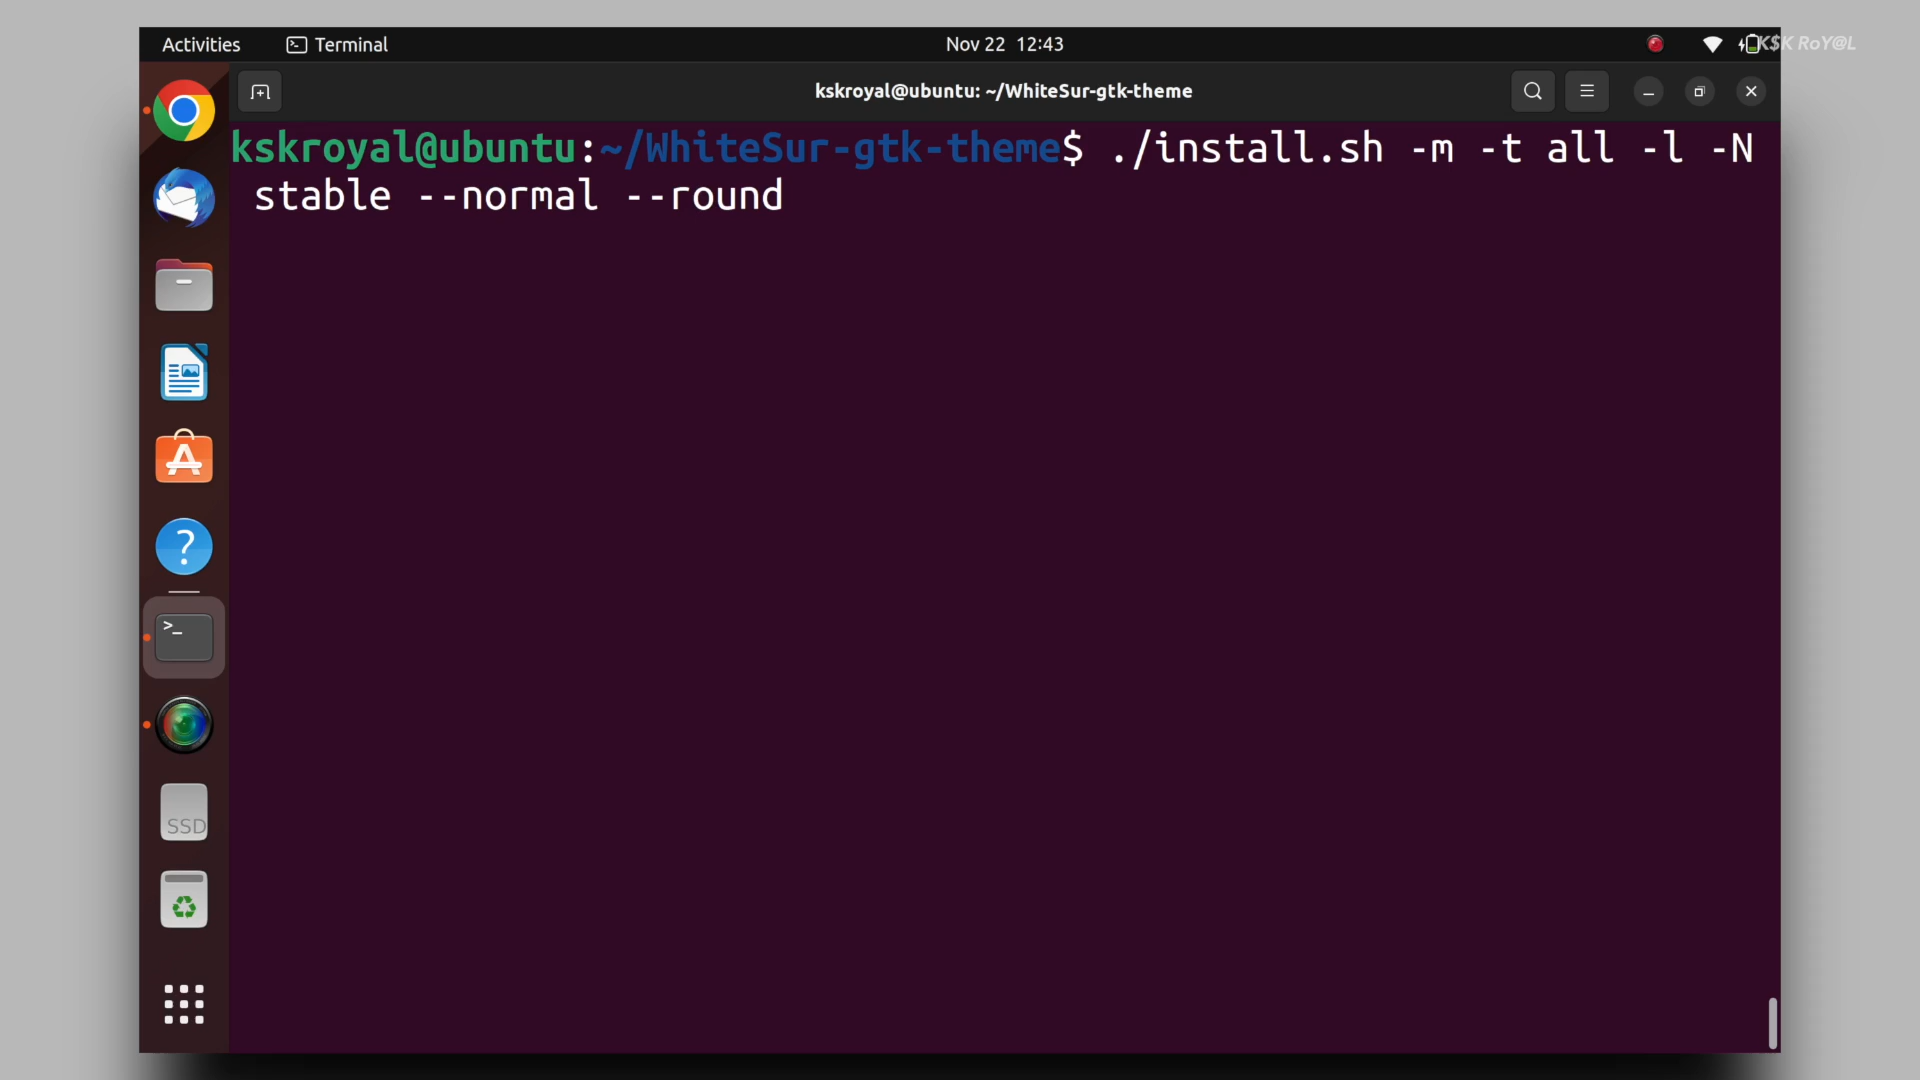 Activities Terminal Nov 22 12:43 K$K RoY@L
kskroyal@ubuntu: ~/WhiteSur-gtk-theme
kskroyal@ubuntu:~/WhiteSur-gtk-theme$ ./install.sh -m -t all -l -N
stable --normal --round
>_
SSD